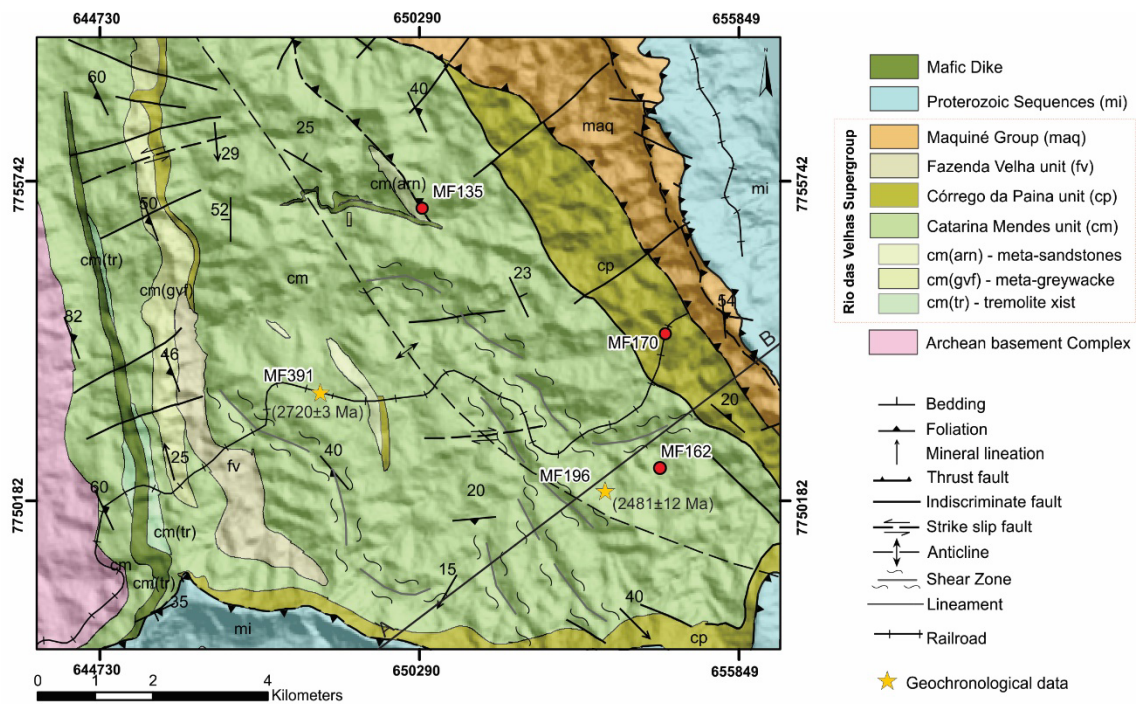 644730 650290 655849
60
40
25
maq
29
cm(arn)
MF135
mi
7755742 7755742
50
52
cm(tr)
cm
23
cp
cm(gvf)
54
82
MF170
B
46
MF391
(2720±3 Ma)
20
MF162
40
25
fv
MF196
(2481±12 Ma)
20
60
7750182 7750182
cm(tr)
cm
cm(tr)
15
35
40
mi
A
cp
644730 650290 655849
0 1 2 4
Kilometers
N
Mafic Dike
Proterozoic Sequences (mi)
Rio das Velhas Supergroup
Maquiné Group (maq)
Fazenda Velha unit (fv)
Córrego da Paina unit (cp)
Catarina Mendes unit (cm)
cm(arn) - meta-sandstones
cm(gvf) - meta-greywacke
cm(tr) - tremolite xist
Archean basement Complex
Bedding
Foliation
Mineral lineation
Thrust fault
Indiscriminate fault
Strike slip fault
Anticline
Shear Zone
Lineament
Railroad
Geochronological data